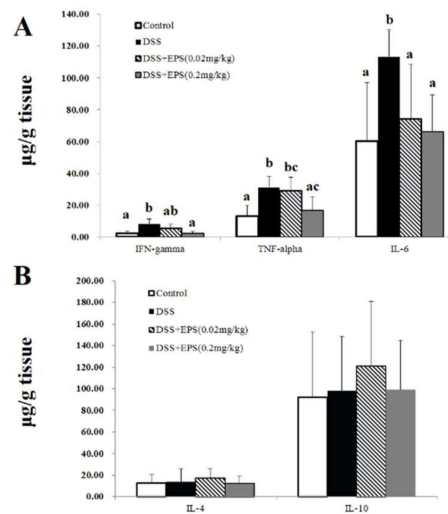 A
140.00
120.00
100.00
80.00
60.00
40.00
20.00
0.00
µg/g tissue
Control
DSS
DSS+EPS(0.02mg/kg)
DSS+EPS(0.2mg/kg)
a b ab a
a b bc ac
a b a a
IFN-gamma TNF-alpha IL-6
B
200.00
180.00
160.00
140.00
120.00
100.00
80.00
60.00
40.00
20.00
0.00
µg/g tissue
Control
DSS
DSS+EPS(0.02mg/kg)
DSS+EPS(0.2mg/kg)
IL-4 IL-10